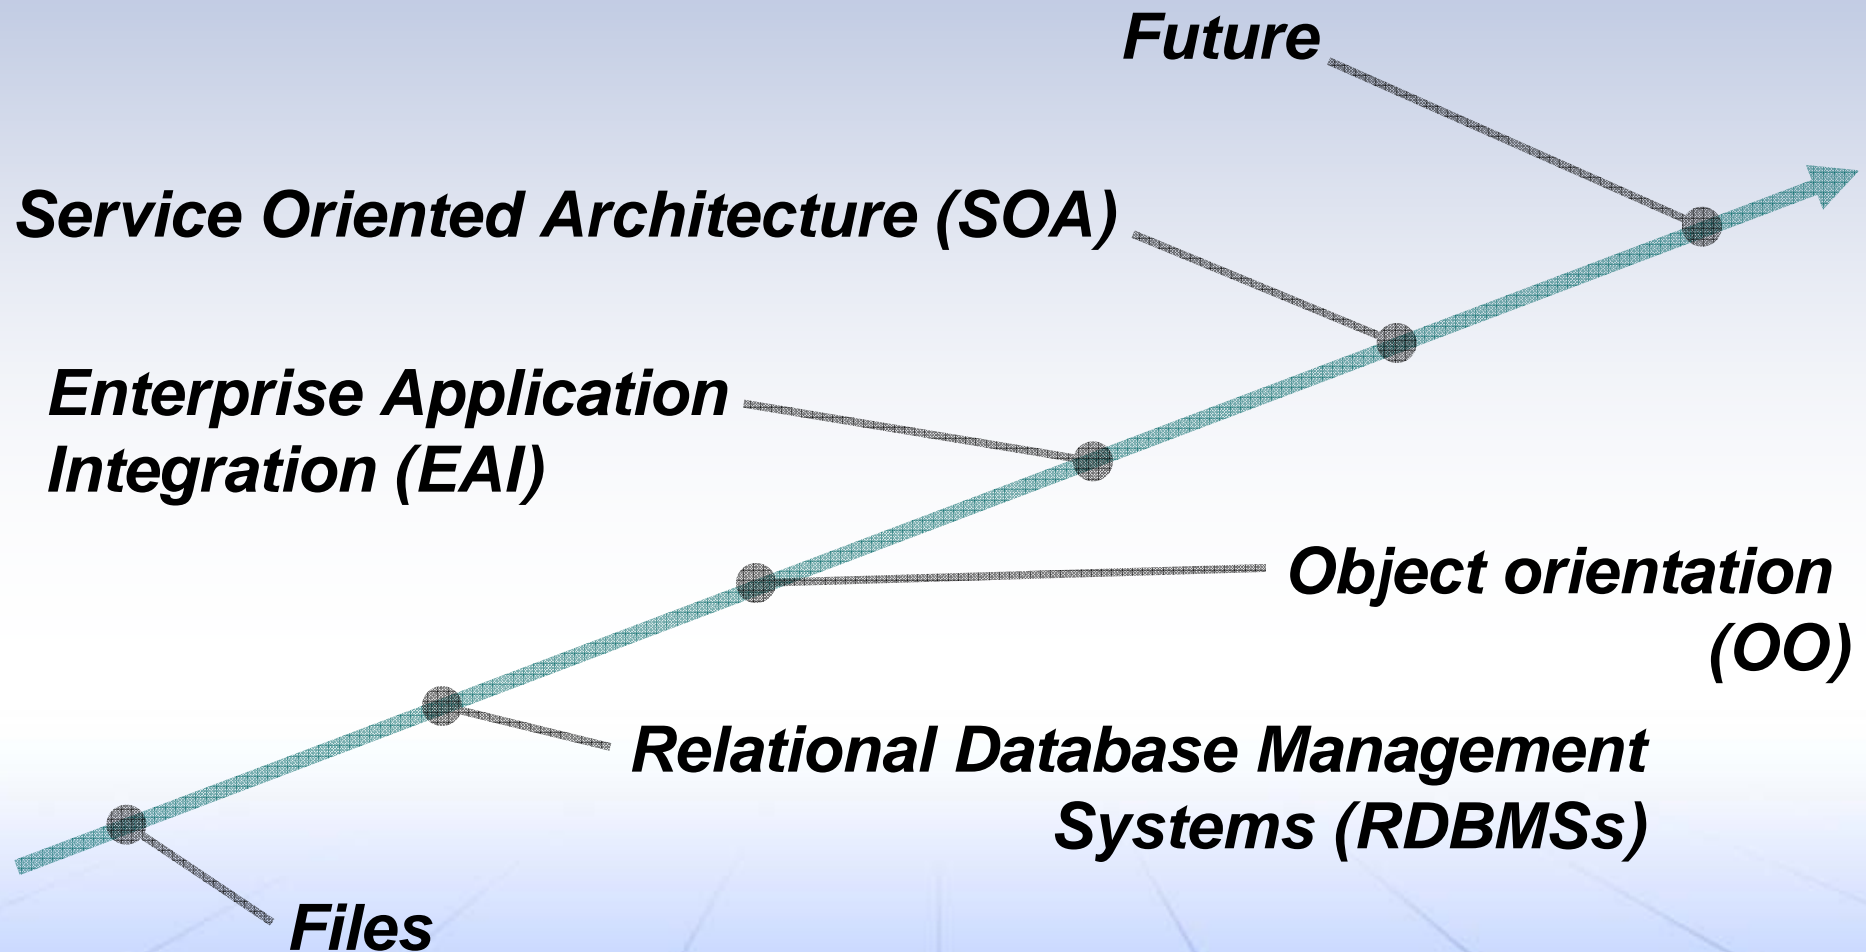 Future
Service Oriented Architecture (SOA)
Enterprise Application
Integration (EAI)
Object orientation
(OO)
Relational Database Management
Systems (RDBMSs)
Files